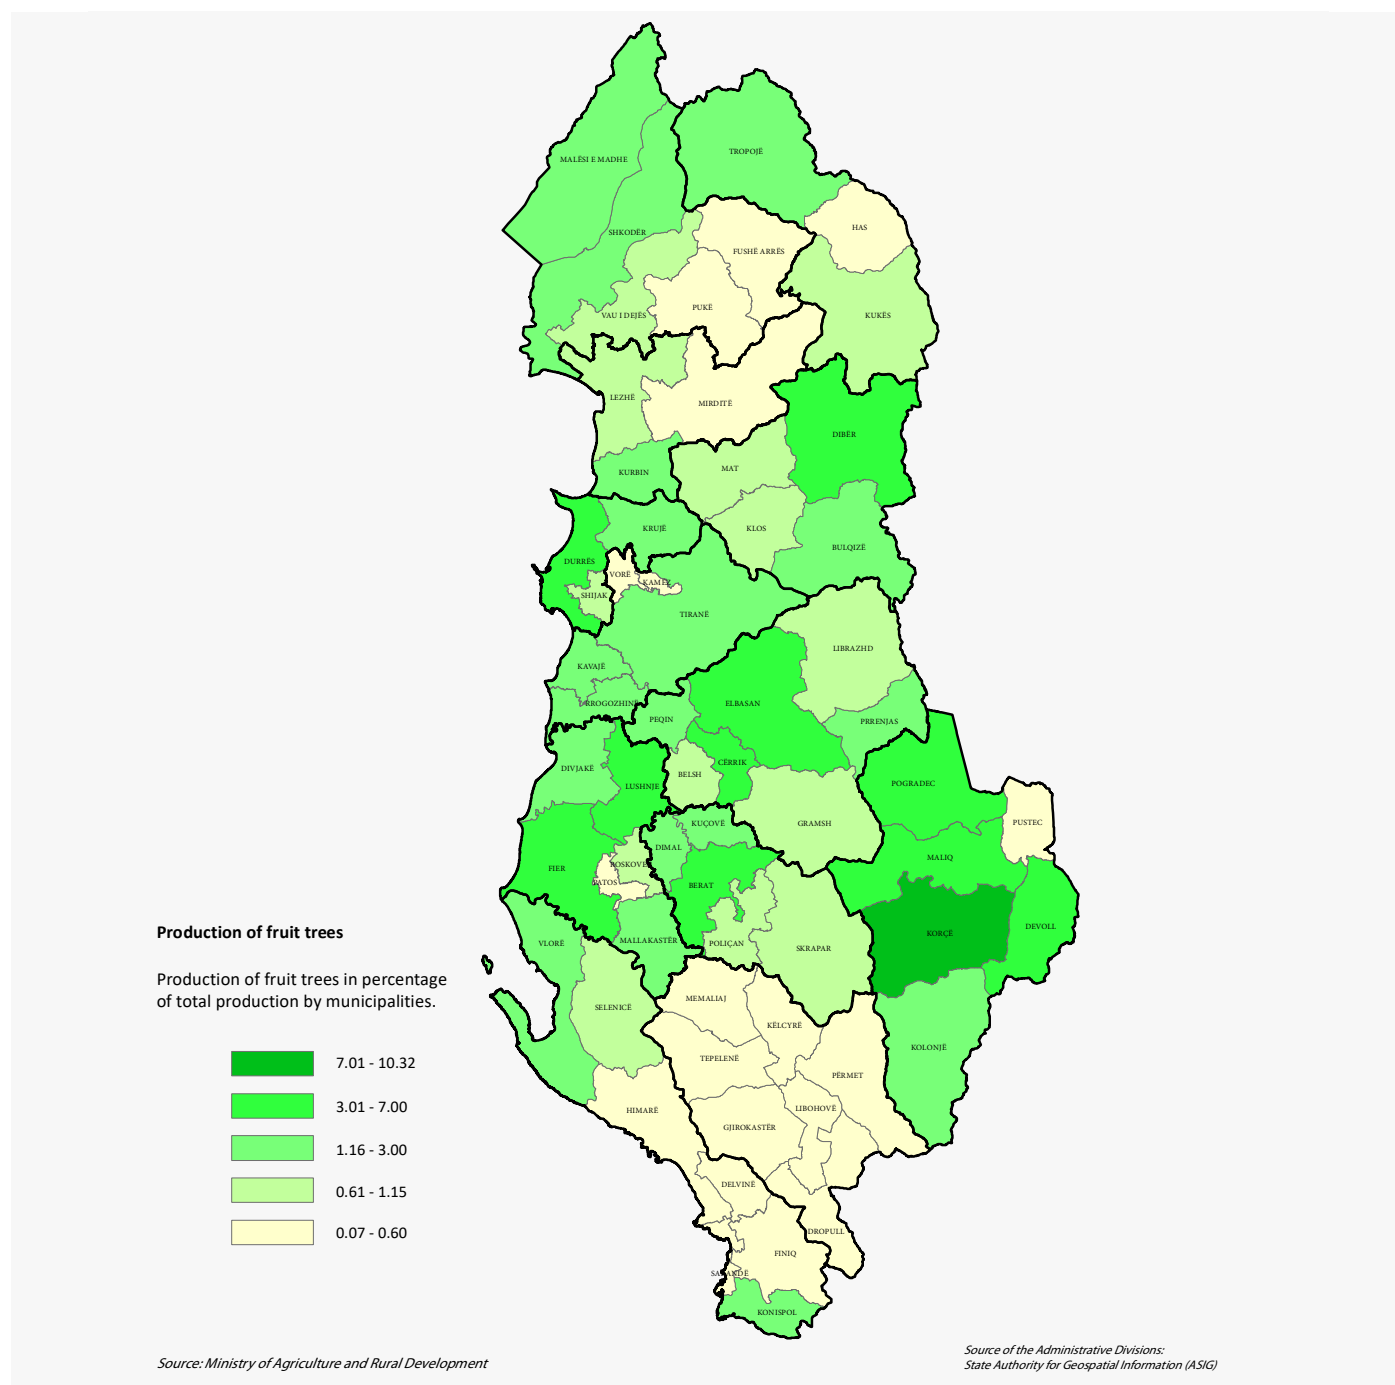 MALËSI E MADHE
TROPOJË
SHKODËR
HAS
FUSHË ARRËS
PUKË
VAU I DEJËS
KUKËS
LEZHË
MIRDITË
DIBËR
KURBIN
MAT
KRUJË
KLOS
BULQIZË
DURRËS
VORË
KAMËZ
SHIJAK
TIRANË
LIBRAZHD
KAVAJË
RROGOZHINË
ELBASAN
PEQIN
PRRENJAS
CËRRIK
DIVJAKË
BELSH
LUSHNJE
POGRADEC
KUÇOVË
GRAMSH
PUSTEC
DIMAL
MALIQ
ROSKOVEC
FIER
PATOS
BERAT
Production of fruit trees
KORÇË
DEVOLL
VLORË
MALLAKASTËR
POLIÇAN
SKRAPAR
Production of fruit trees in percentage
of total production by municipalities.
MEMALIAJ
SELENICË
KËLCYRË
KOLONJË
TEPELENË
7.01 - 10.32
PËRMET
3.01 - 7.00
HIMARË
LIBOHOVË
GJIROKASTËR
1.16 - 3.00
DELVINË
0.61 - 1.15
0.07 - 0.60
DROPULL
FINIQ
SARANDË
KONISPOL
Source: Ministry of Agriculture and Rural Development
Source of the Administrative Divisions:
State Authority for Geospatial Information (ASIG)